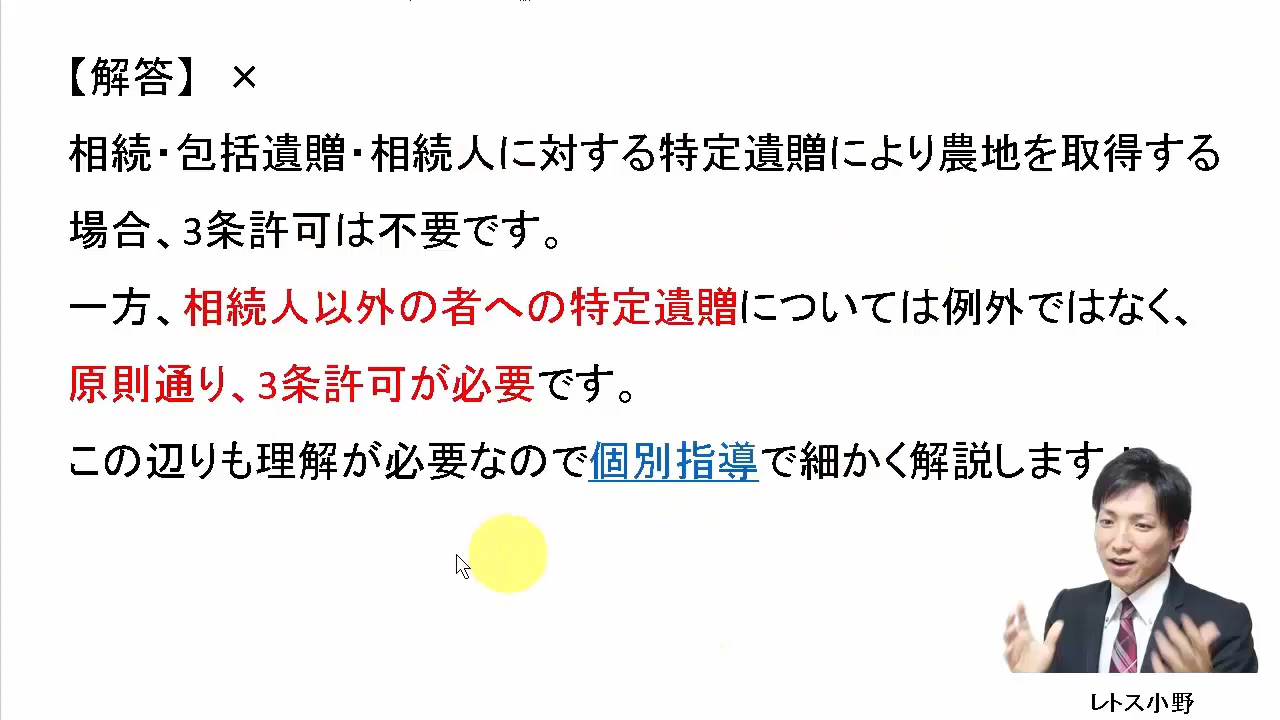 【解答】 ×
相続・包括遺贈・相続人に対する特定遺贈により農地を取得する
場合、3条許可は不要です。
一方、相続人以外の者への特定遺贈については例外ではなく、
原則通り、3条許可が必要です。
この辺りも理解が必要なので個別指導で細かく解説します
レトス小野